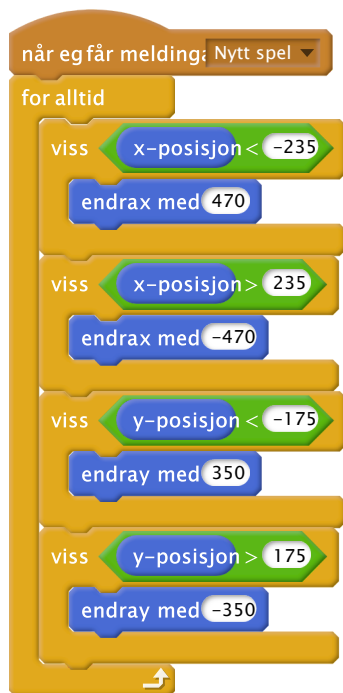 når eg får meldinga Nytt spel
for alltid
viss x-posisjon < -235
endrax med 470
viss x-posisjon > 235
endrax med -470
viss y-posisjon < -175
endray med 350
viss y-posisjon > 175
endray med -350